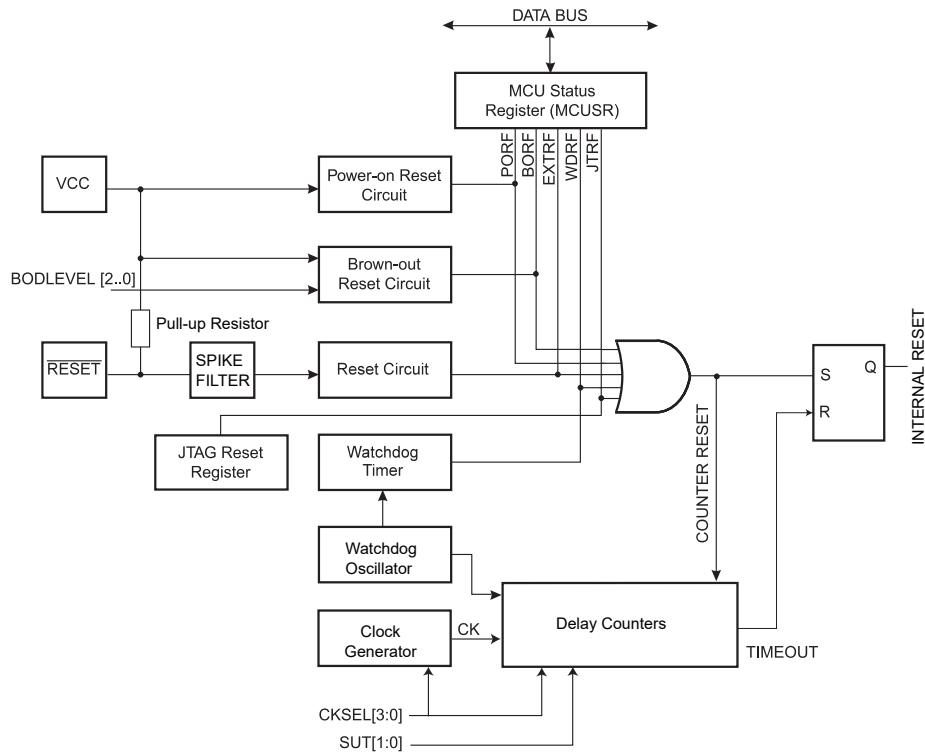 DATA BUS
MCU Status
Register (MCUSR)
PORF
BORF
EXTRF
WDRF
JTRF
VCC
Power-on Reset
Circuit
BODLEVEL [2..0]
Brown-out
Reset Circuit
Pull-up Resistor
RESET
SPIKE
FILTER
Reset Circuit
JTAG Reset
Register
Watchdog
Timer
Watchdog
Oscillator
Clock
Generator
CK
CKSEL[3:0]
SUT[1:0]
Delay Counters
COUNTER RESET
TIMEOUT
S
R
Q
INTERNAL RESET